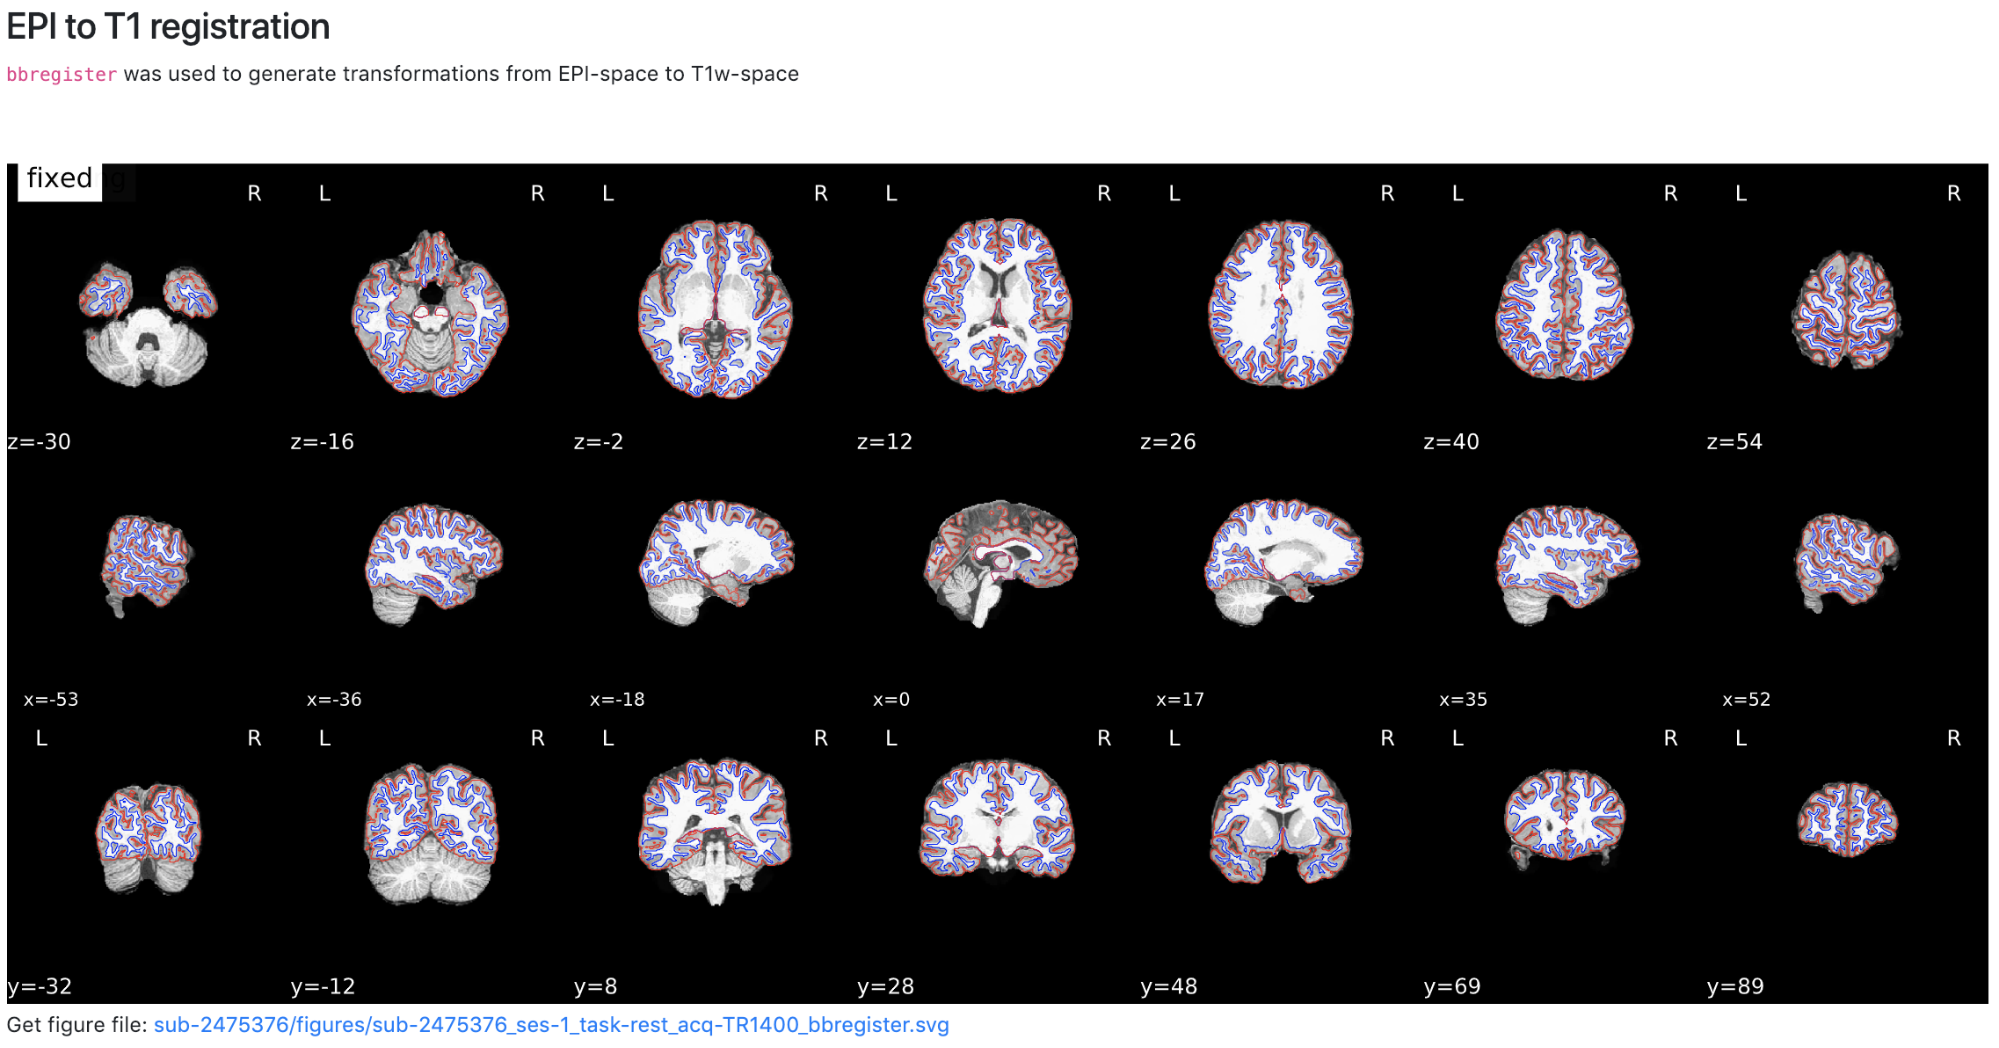 EPI to T1 registration
bbregister was used to generate transformations from EPI-space to T1w-space
fixed
R L R L R L R L R L R L R
z=-30 z=-16 z=-2 z=12 z=26 z=40 z=54
x=-53 x=-36 x=-18 x=0 x=17 x=35 x=52
L R L R L R L R L R L R L R
y=-32 y=-12 y=8 y=28 y=48 y=69 y=89
Get figure file: sub-2475376/figures/sub-2475376_ses-1_task-rest_acq-TR1400_bbregister.svg